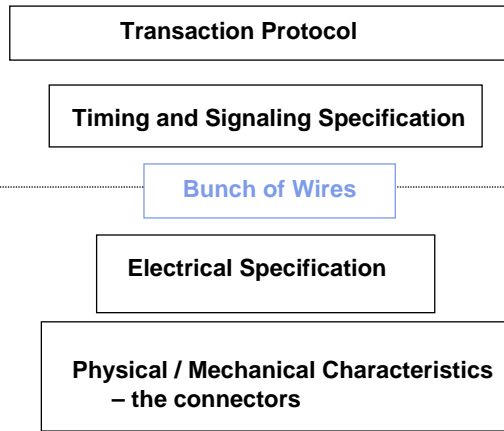 Transaction Protocol
Timing and Signaling Specification
Bunch of Wires
Electrical Specification
Physical / Mechanical Characteristics
– the connectors